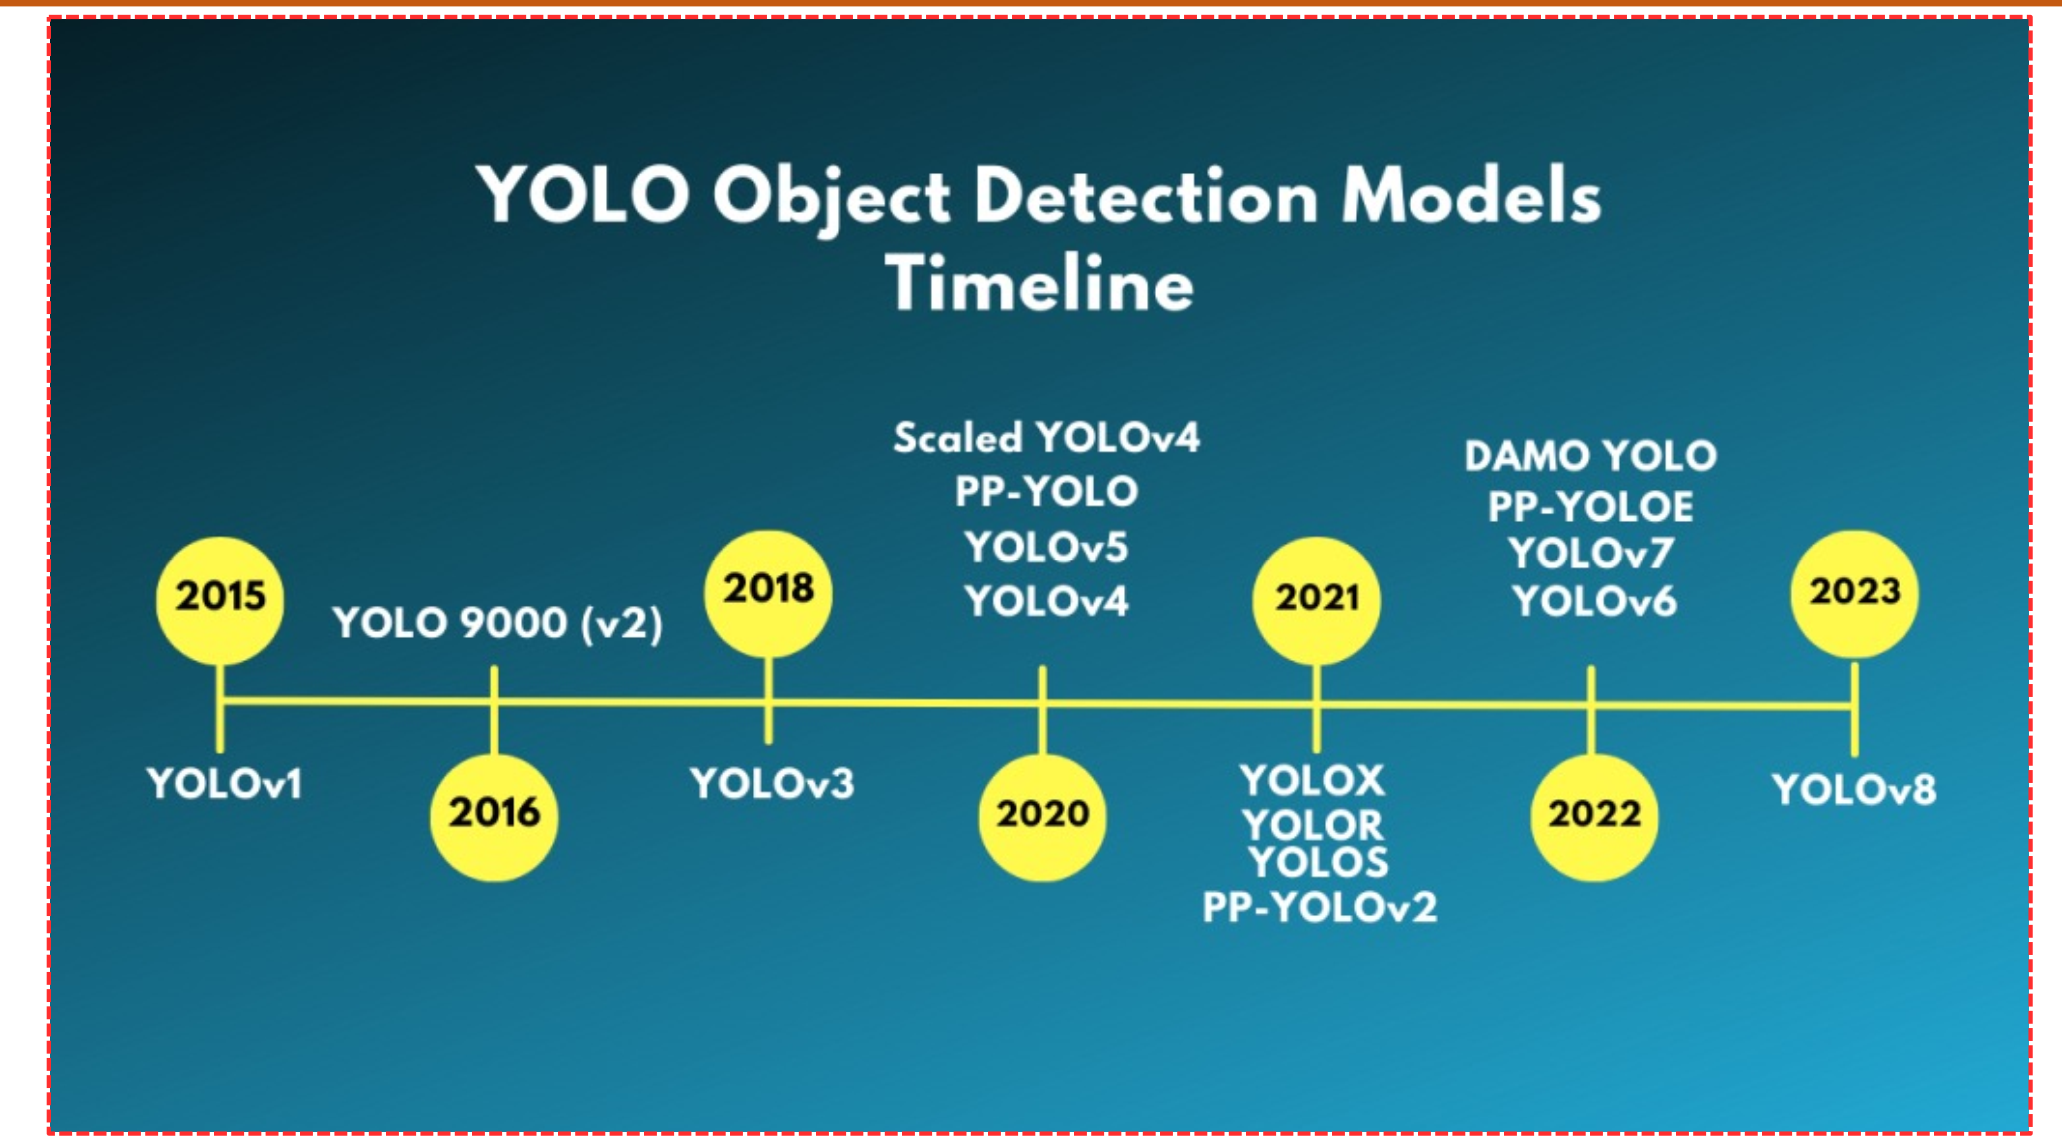 YOLO Object Detection Models
Timeline
2015
YOLOv1
YOLO 9000 (v2)
2016
2018
YOLOv3
Scaled YOLOv4
PP-YOLO
YOLOv5
YOLOv4
2020
2021
YOLOX
YOLOR
YOLOS
PP-YOLOv2
DAMO YOLO
PP-YOLOE
YOLOv7
YOLOv6
2022
2023
YOLOv8